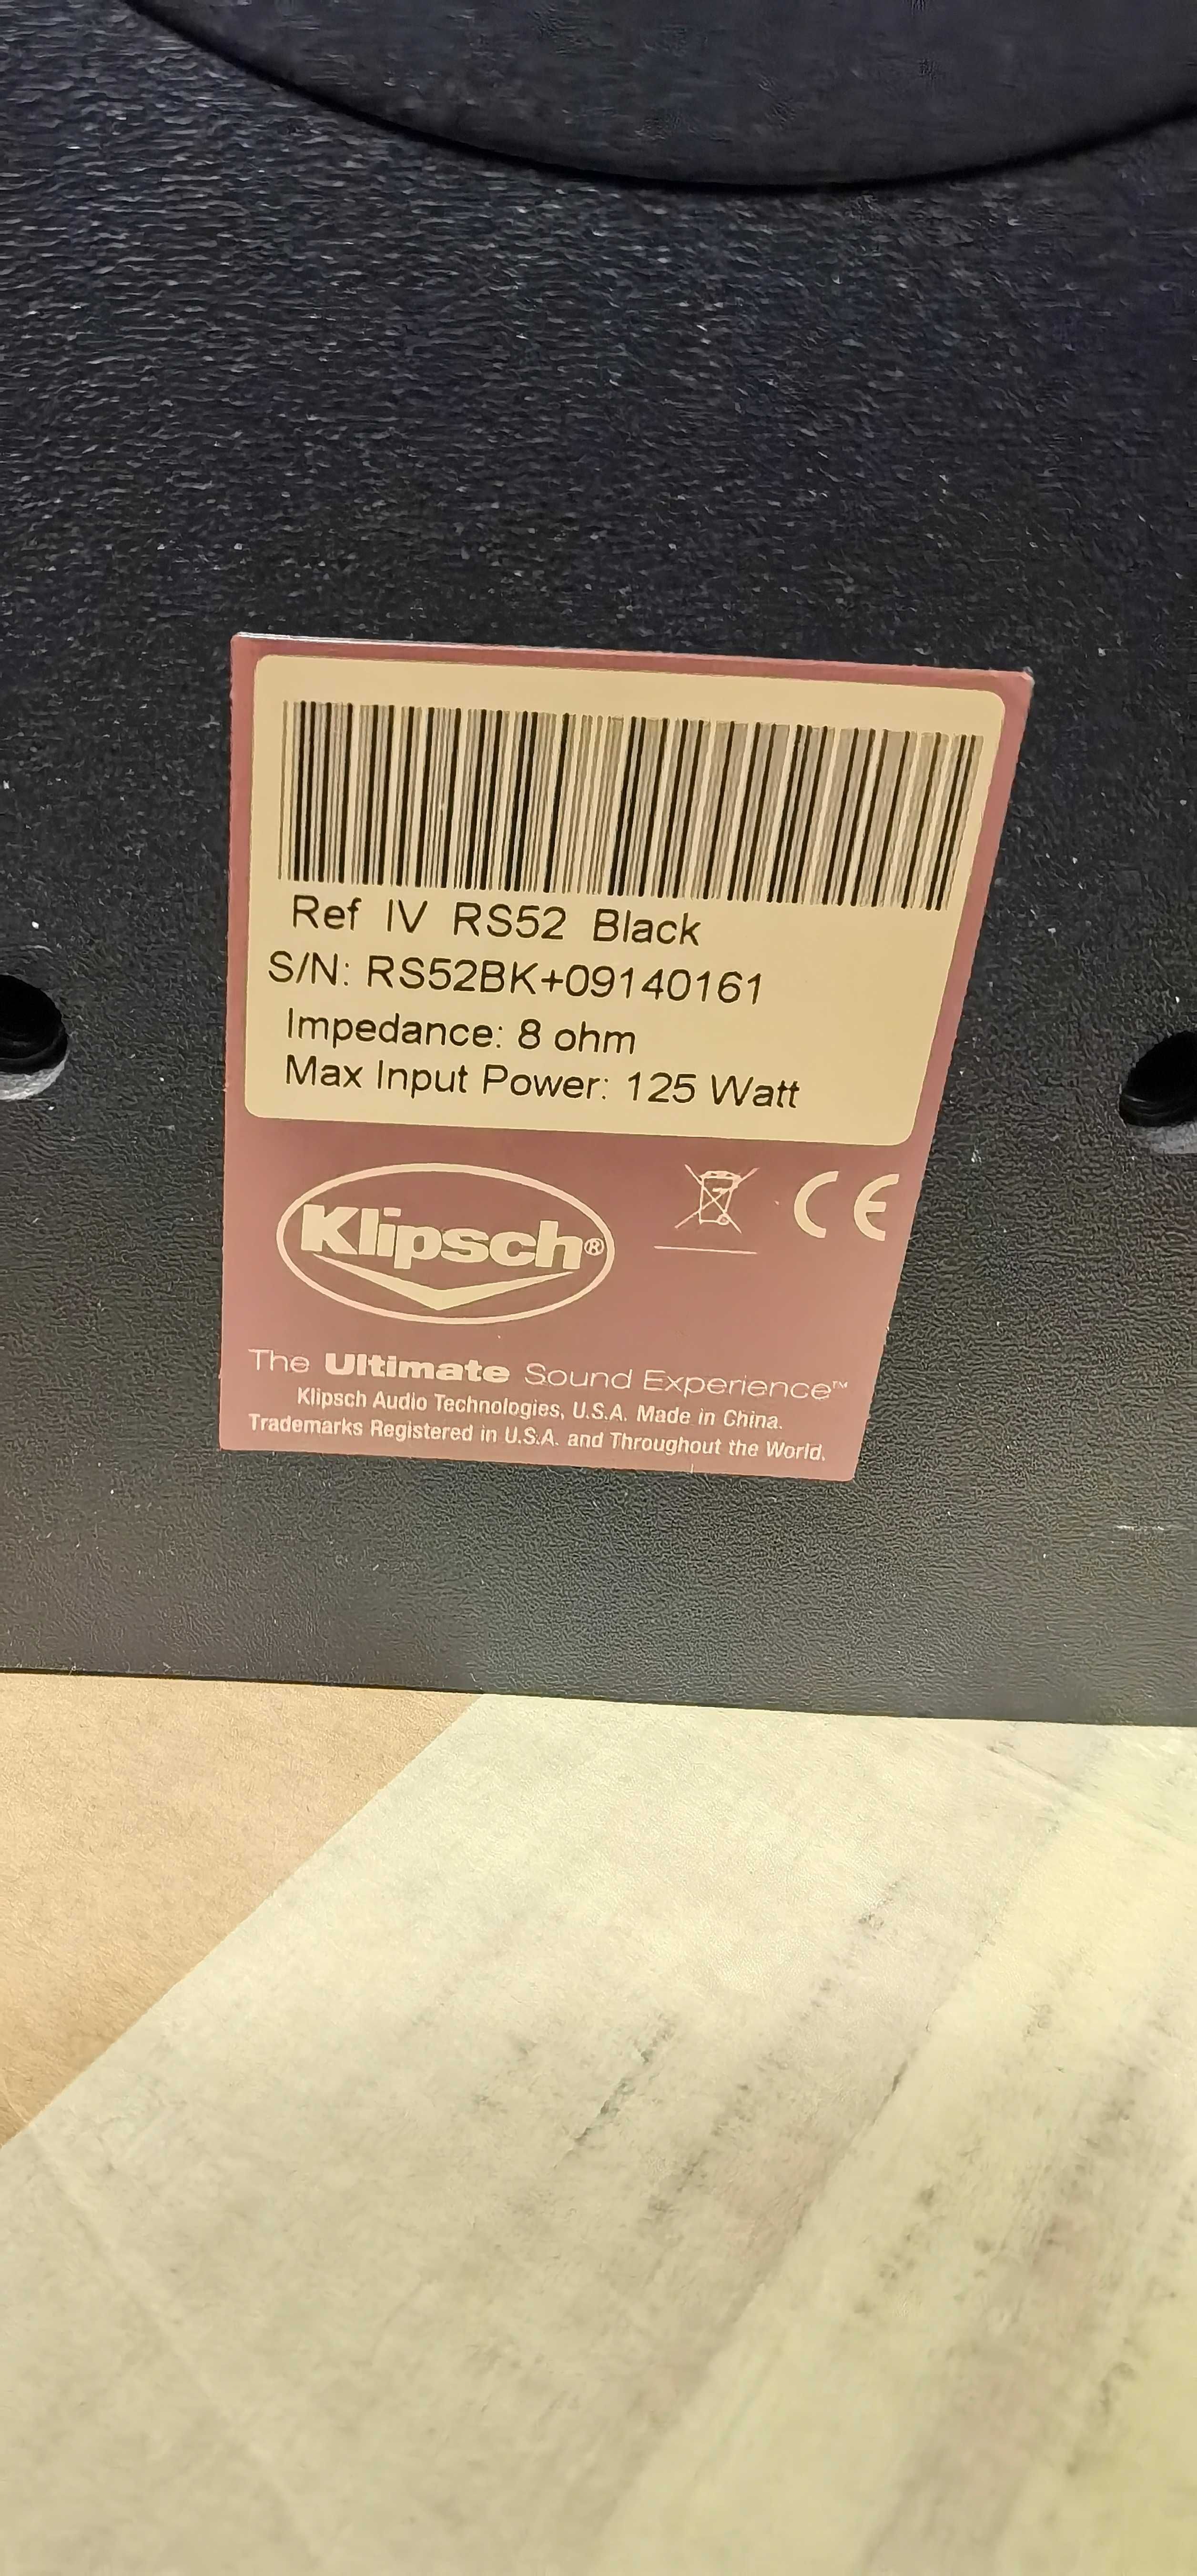 Ref IV RS52 Black
S/N: RS52BK+09140161
Impedance: 8 ohm
Max Input Power: 125 Watt
Klipsch®
CE
The Ultimate Sound Experience™
Klipsch Audio Technologies, U.S.A. Made in China.
Trademarks Registered in U.S.A. and Throughout the World.